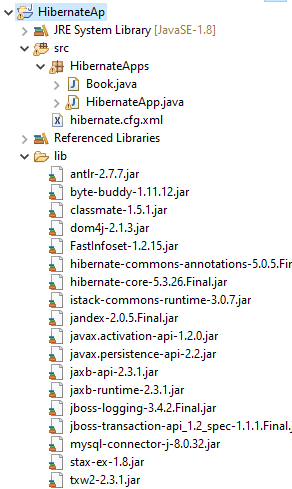 HibernateAp
JRE System Library [JavaSE-1.8]
src
HibernateApps
Book.java
HibernateApp.java
hibernate.cfg.xml
Referenced Libraries
lib
antlr-2.7.7.jar
byte-buddy-1.11.12.jar
classmate-1.5.1.jar
dom4j-2.1.3.jar
FastInfoset-1.2.15.jar
hibernate-commons-annotations-5.0.5.Fin
hibernate-core-5.3.26.Final.jar
istack-commons-runtime-3.0.7.jar
jandex-2.0.5.Final.jar
javax.activation-api-1.2.0.jar
javax.persistence-api-2.2.jar
jaxb-api-2.3.1.jar
jaxb-runtime-2.3.1.jar
jboss-logging-3.4.2.Final.jar
jboss-transaction-api_1.2_spec-1.1.1.Final.jar
mysql-connector-j-8.0.32.jar
stax-ex-1.8.jar
txw2-2.3.1.jar